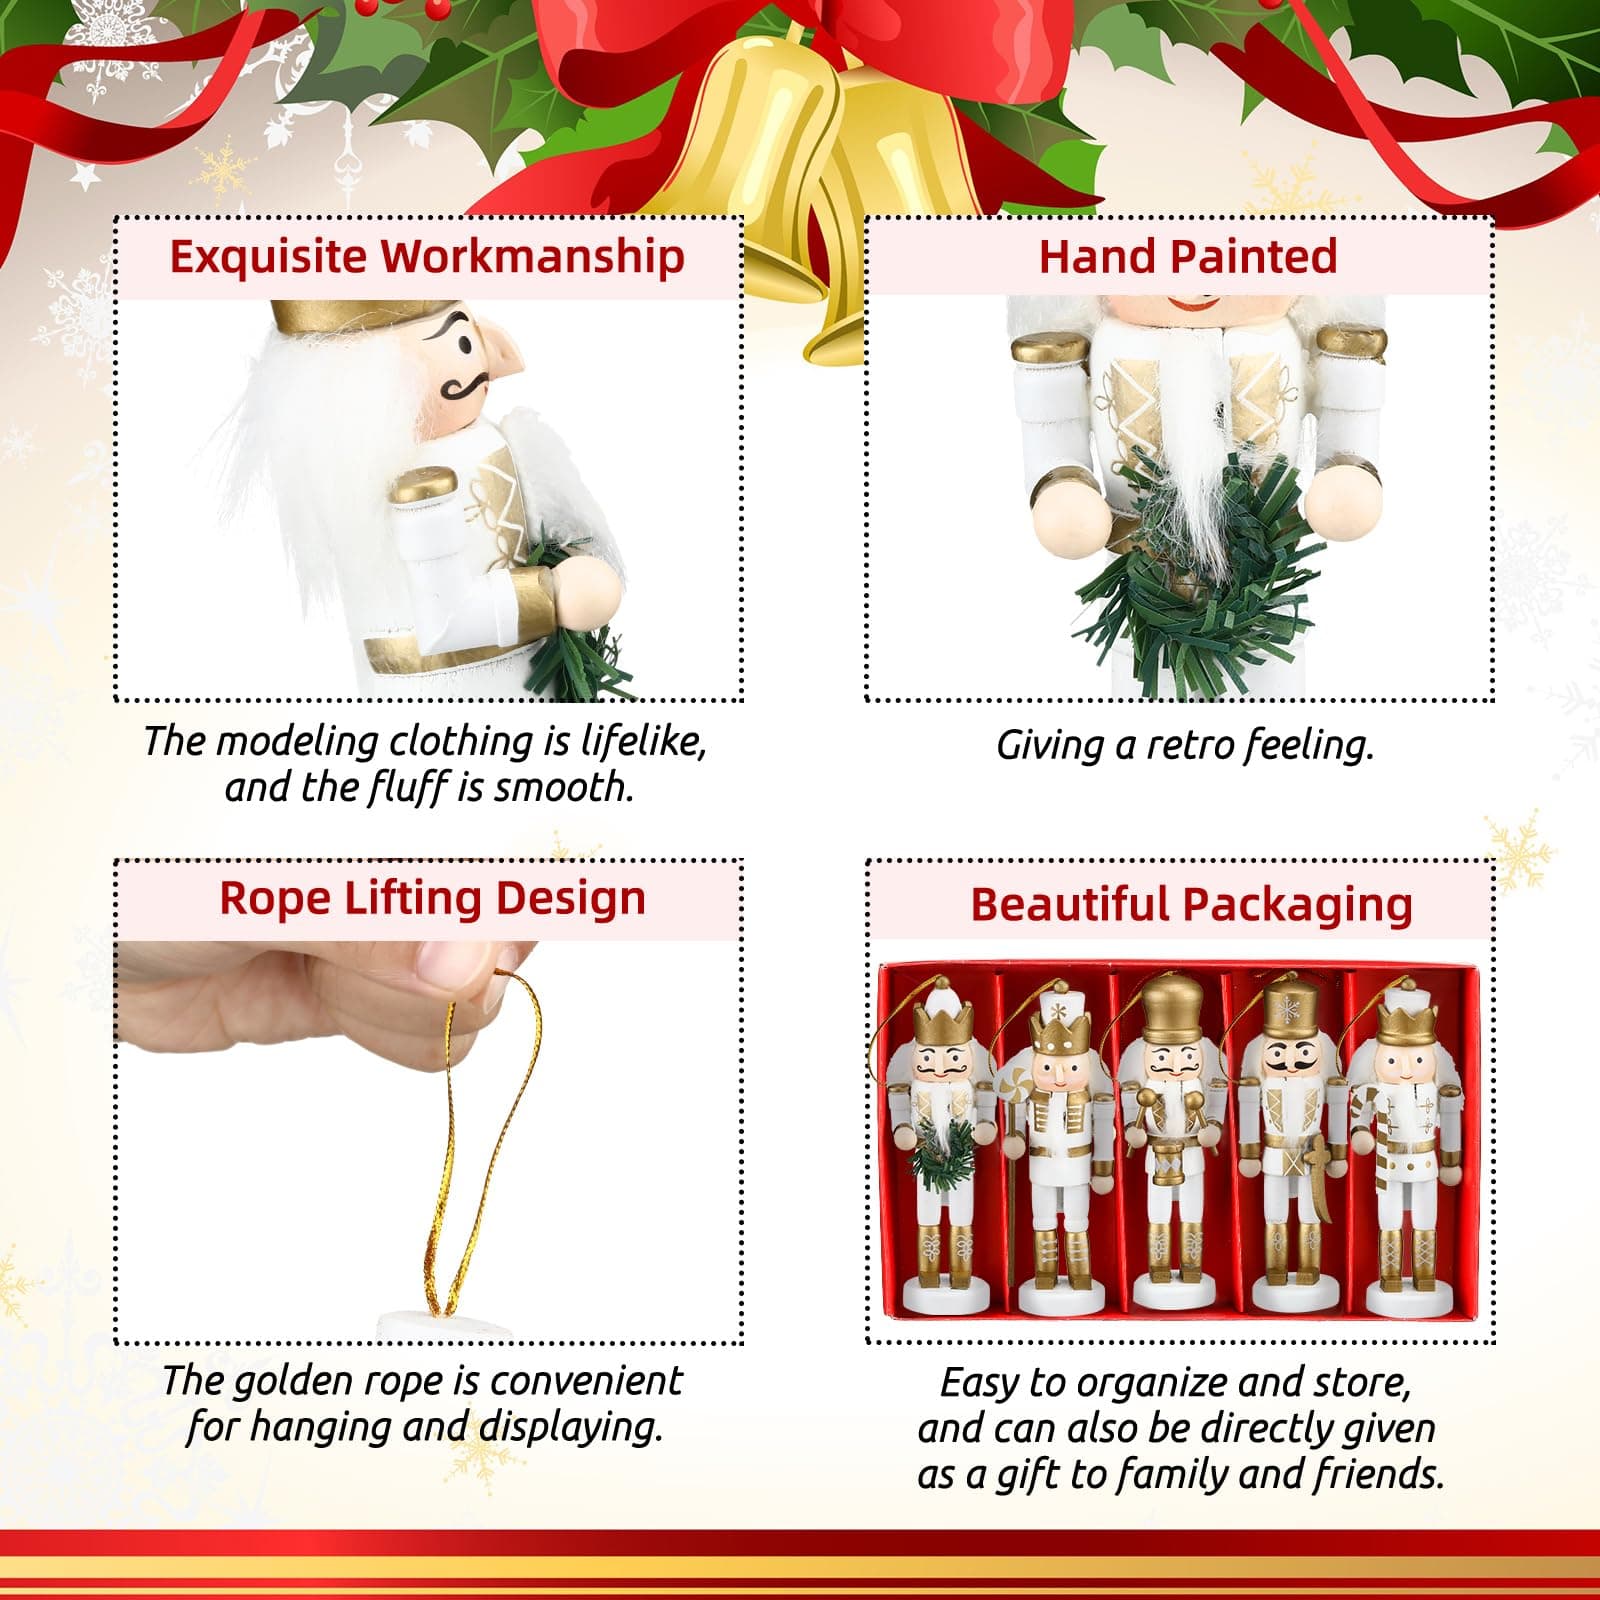 Exquisite Workmanship
The modeling clothing is lifelike,
and the fluff is smooth.
Hand Painted
Giving a retro feeling.
Rope Lifting Design
The golden rope is convenient
for hanging and displaying.
Beautiful Packaging
Easy to organize and store,
and can also be directly given
as a gift to family and friends.